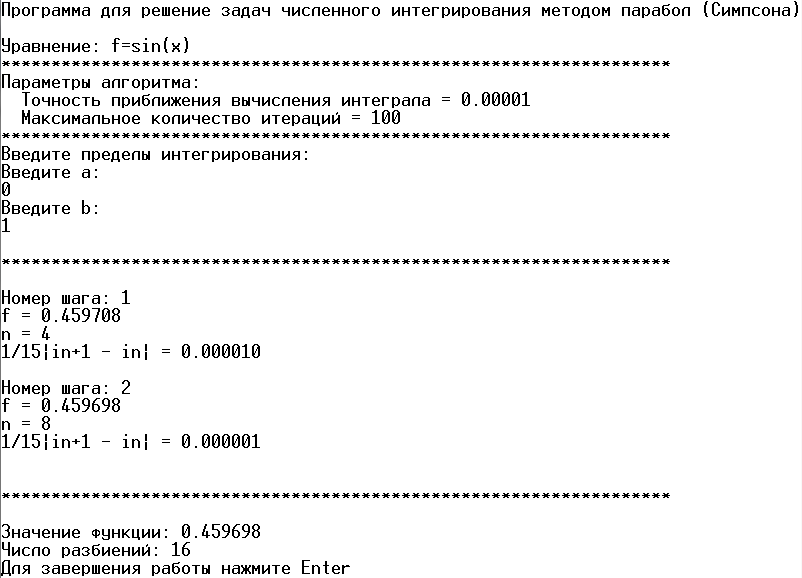 Программа для решение задач численного интегрирования методом парабол (Симпсона)
Уравнение: f=sin(x)
*******************************************************************
Параметры алгоритма:
Точность приближения вычисления интеграла = 0.00001
Максимальное количество итераций = 100
*******************************************************************
Введите пределы интегрирования:
Введите a:
0
Введите b:
1
*******************************************************************
Номер шага: 1
f = 0.459708
n = 4
1/15|in+1 - in| = 0.000010
Номер шага: 2
f = 0.459698
n = 8
1/15|in+1 - in| = 0.000001
*******************************************************************
Значение функции: 0.459698
Число разбиений: 16
Для завершения работы нажмите Enter